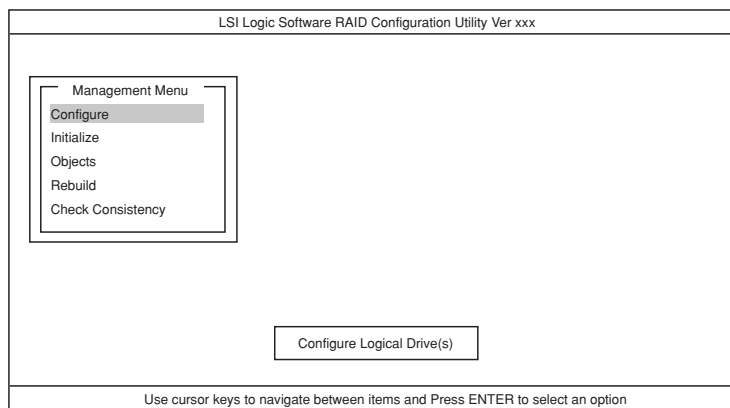 LSI Logic Software RAID Configuration Utility Ver xxx
Management Menu
Configure
Initialize
Objects
Rebuild
Check Consistency
Configure Logical Drive(s)
Use cursor keys to navigate between items and Press ENTER to select an option